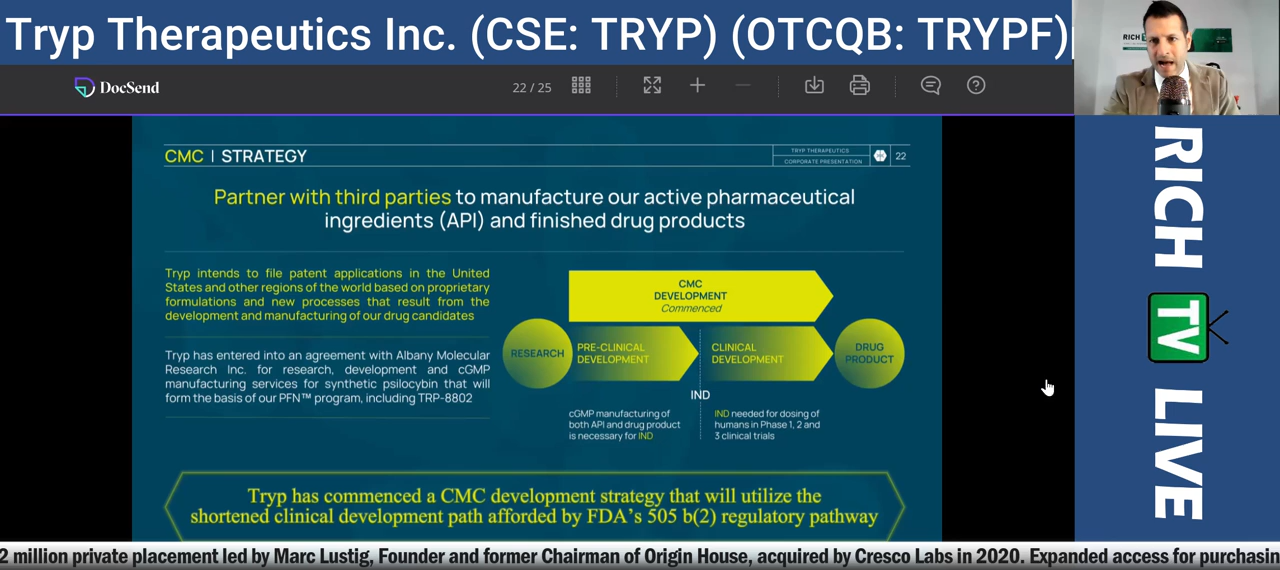 Tryp Therapeutics Inc. (CSE: TRYP) (OTCQB: TRYPF)
RICH
DocSend
22 / 25
CMC | STRATEGY
TRYP THERAPEUTICS
CORPORATE PRESENTATION
22
Partner with third parties to manufacture our active pharmaceutical
ingredients (API) and finished drug products
Tryp intends to file patent applications in the United
States and other regions of the world based on proprietary
formulations and new processes that result from the
development and manufacturing of our drug candidates
Tryp has entered into an agreement with Albany Molecular
Research Inc. for research, development and cGMP
manufacturing services for synthetic psilocybin that will
form the basis of our PFN™ program, including TRP-8802
CMC
DEVELOPMENT
Commenced
RESEARCH
PRE-CLINICAL
DEVELOPMENT
CLINICAL
DEVELOPMENT
DRUG
PRODUCT
IND
cGMP manufacturing of
both API and drug product
is necessary for IND
IND needed for dosing of
humans in Phase 1, 2 and
3 clinical trials
Tryp has commenced a CMC development strategy that will utilize the
shortened clinical development path afforded by FDA's 505 b(2) regulatory pathway
RICH TV LIVE
2 million private placement led by Marc Lustig, Founder and former Chairman of Origin House, acquired by Cresco Labs in 2020. Expanded access for purchasin